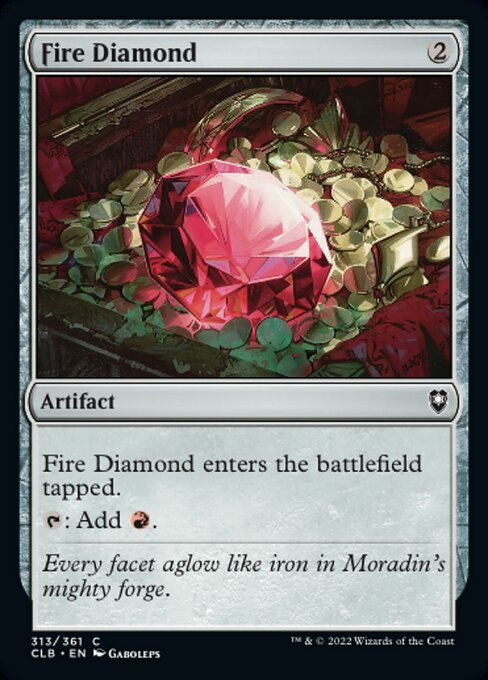 Fire Diamond 2
Artifact
Fire Diamond enters the battlefield
tapped.
: Add .
Every facet aglow like iron in Moradin's
mighty forge.
313/361 C
CLB • EN Gaboleps
™ & © 2022 Wizards of the Coast